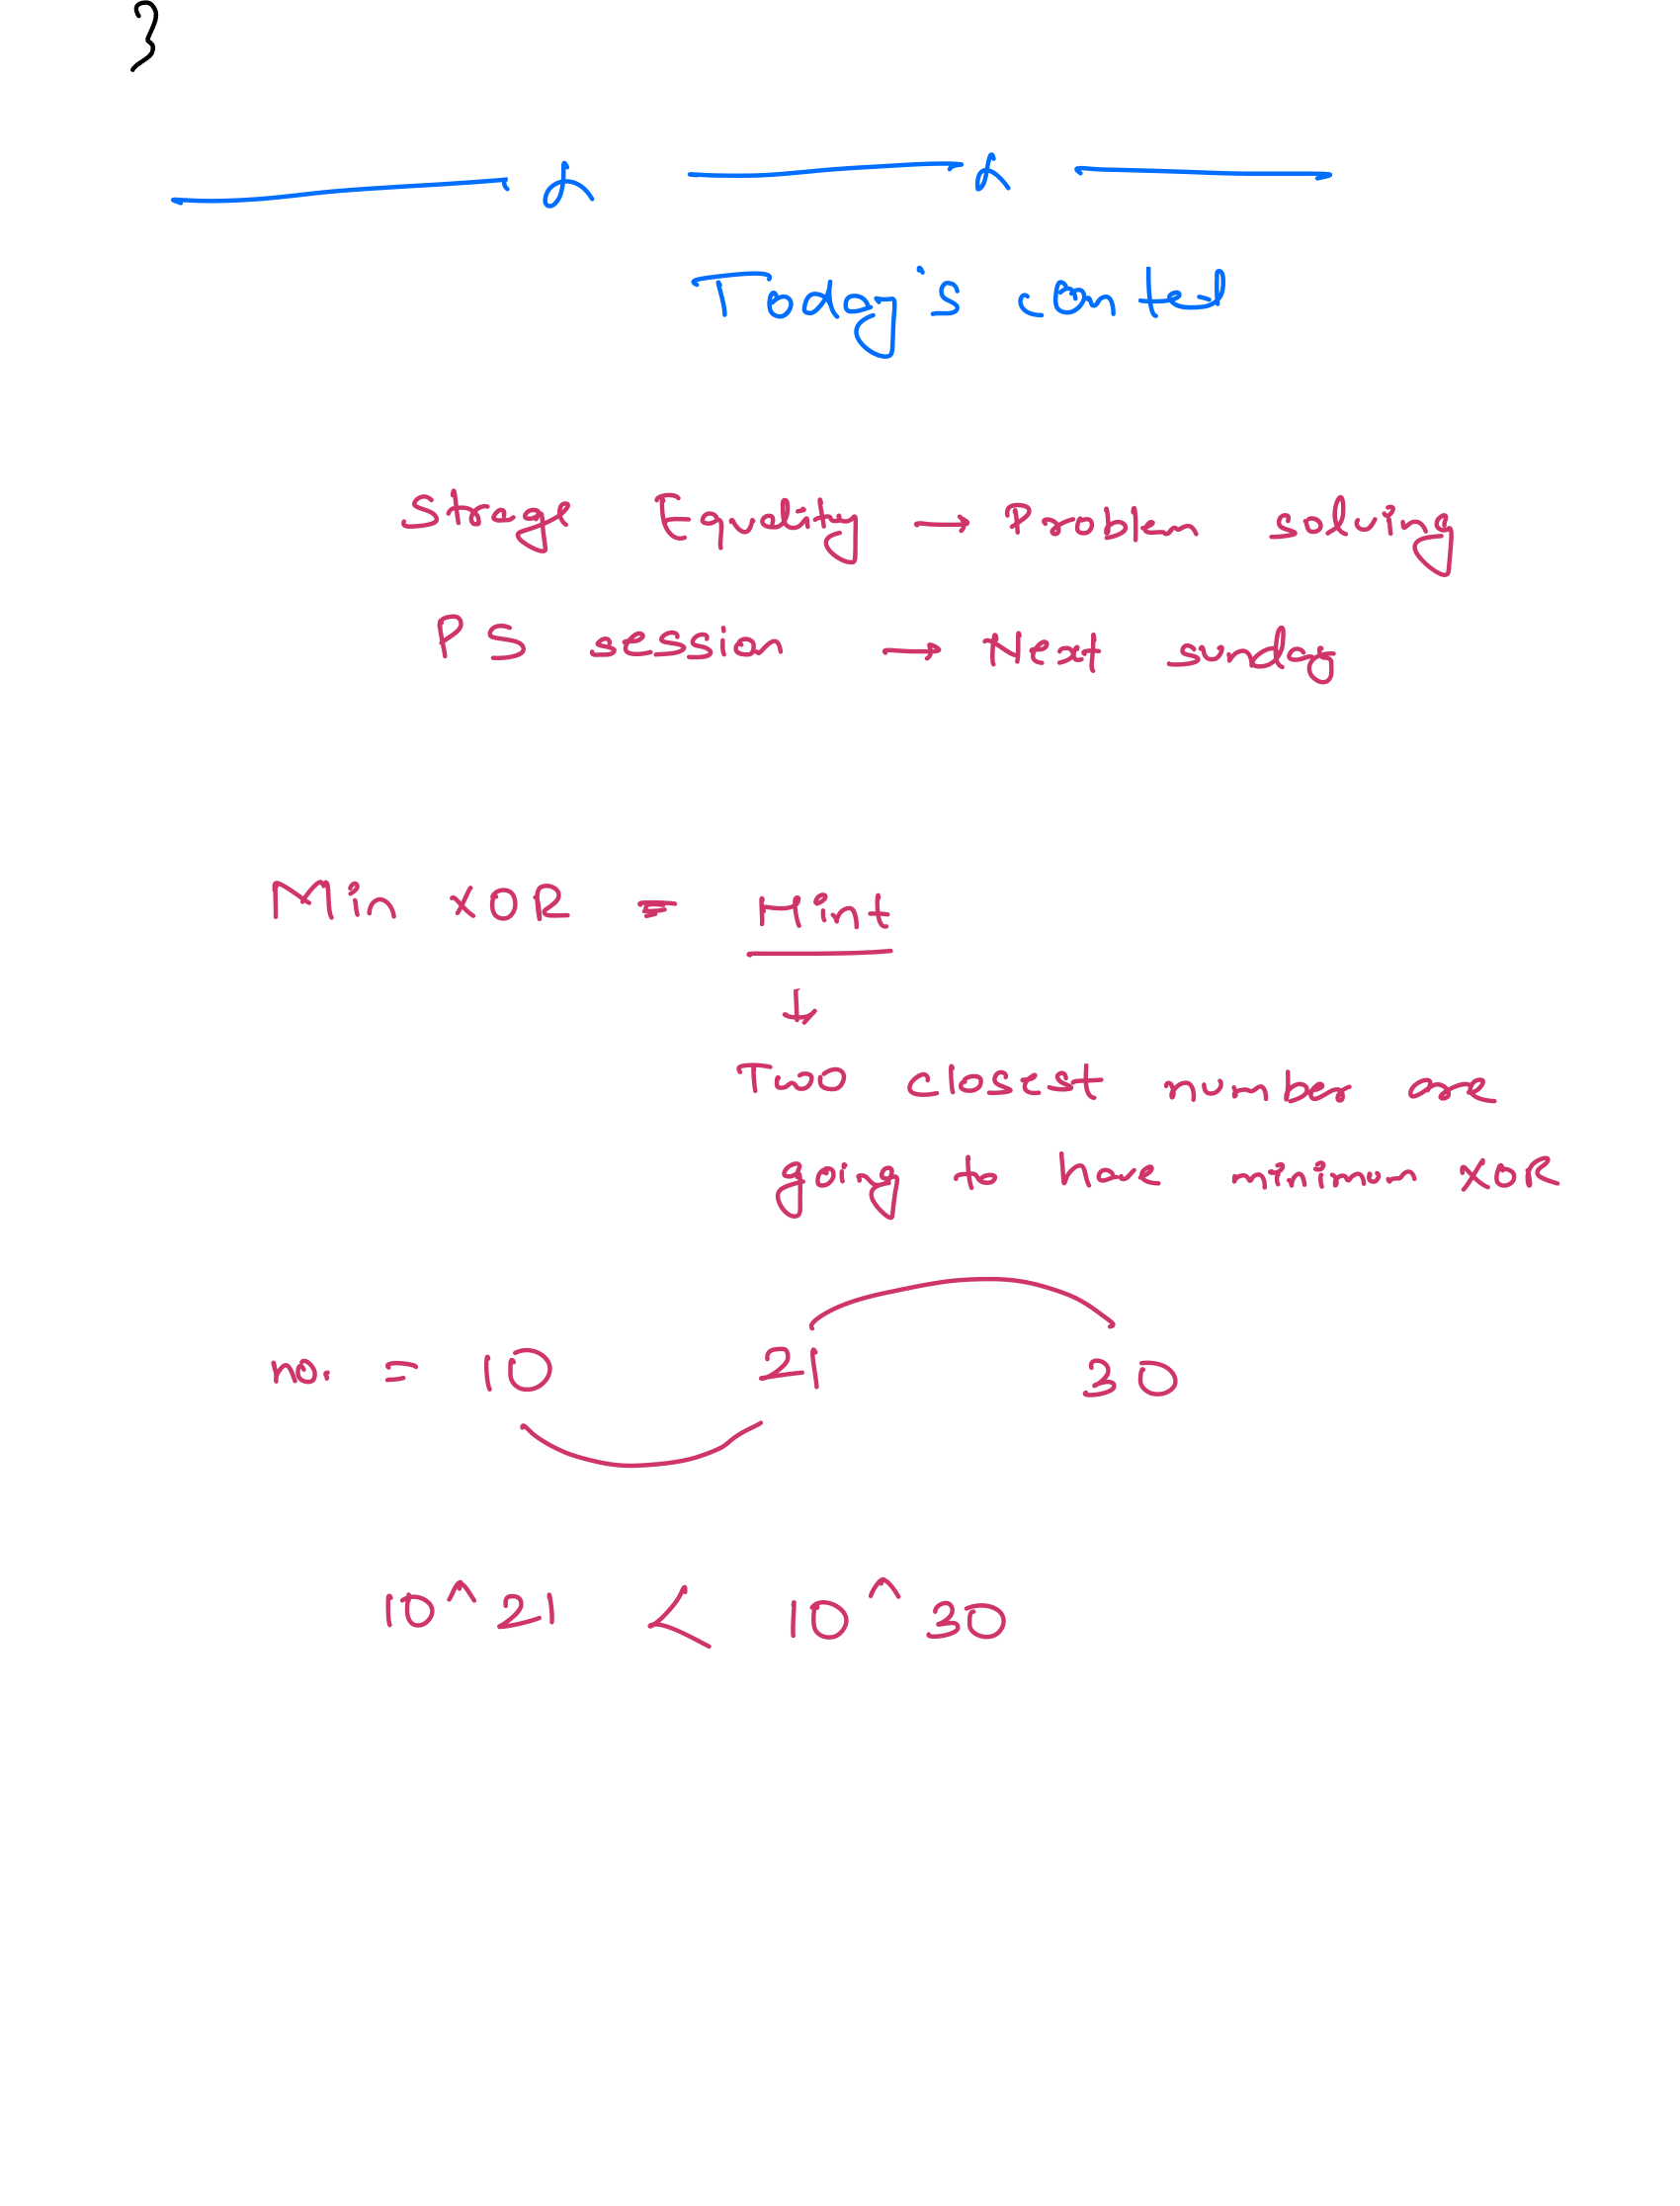 }
Today's contest
Strange Equality → Problem solving
PS session → Next sunday
Min XOR = Hint
↓
Two closest number are
going to have minimum XOR
no. = 10 21 30
10 ^ 21 < 10 ^ 30